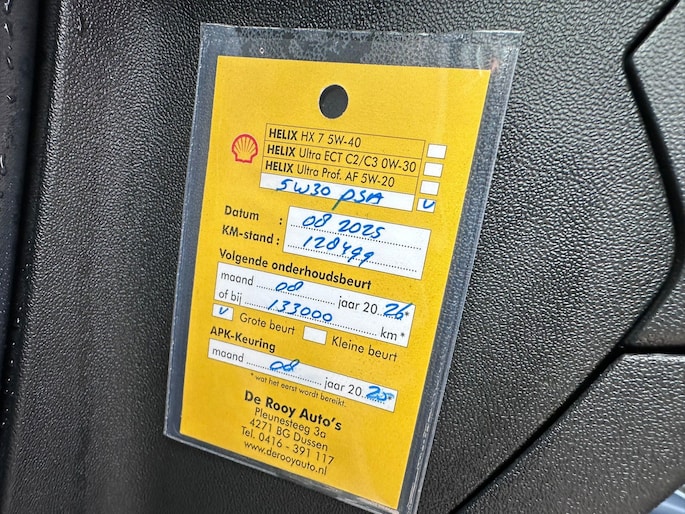 HELIX HX 7 5W-40
HELIX Ultra ECT C2/C3 0W-30
HELIX Ultra Prof. AF 5W-20
5W30 PSA
Datum : 08 2025
KM-stand : 128499
Volgende onderhoudsbeurt
maand 08 jaar 20 26*
of bij 133000 km*
Grote beurt Kleine beurt
APK-Keuring
maand 08 jaar 20 25
* wat het eerst wordt bereikt.
De Rooy Auto's
Pleunesteeg 3a
4271 BG Dussen
Tel. 0416 - 391 117
www.derooyauto.nl